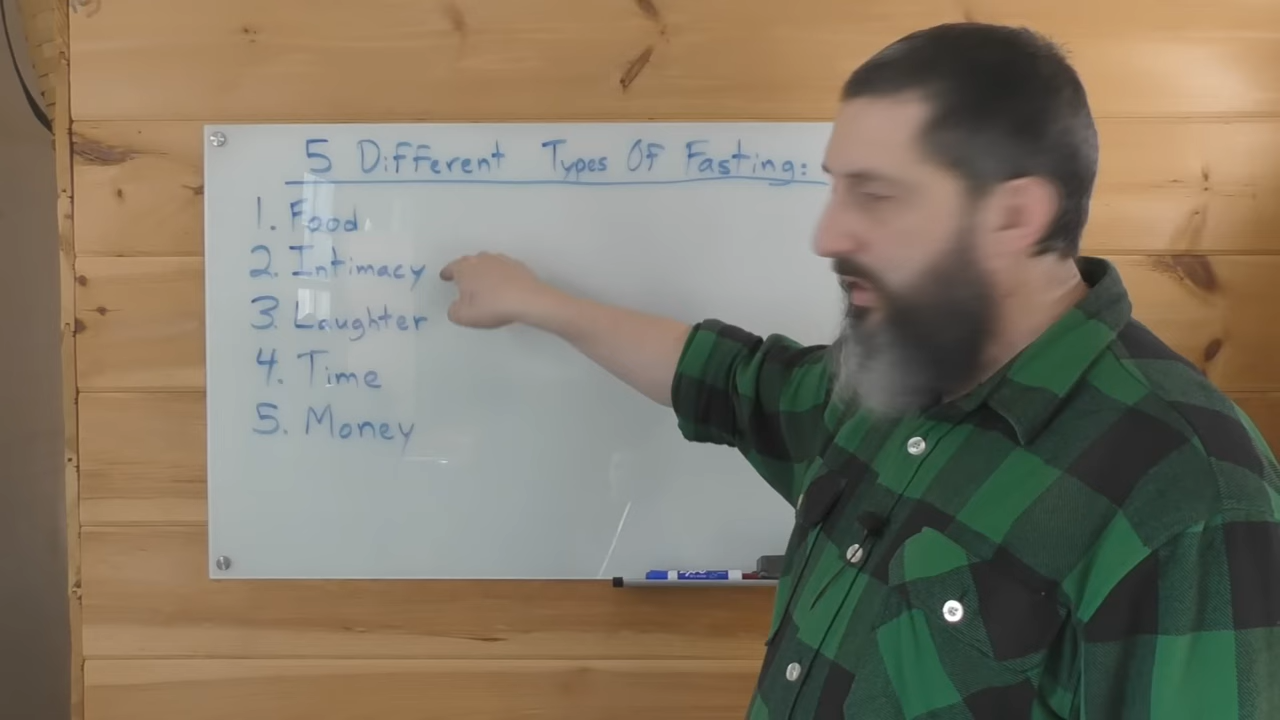 5 Different Types Of Fasting:
1. Food
2. Intimacy
3. Laughter
4. Time
5. Money